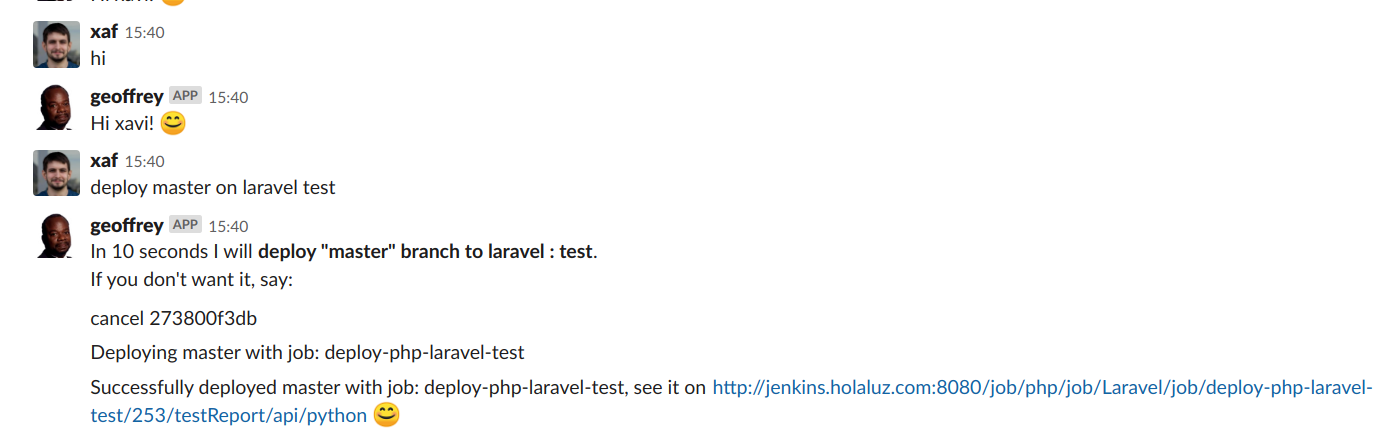 xaf 15:40
hi
geoffrey APP 15:40
Hi xavi! 😊
xaf 15:40
deploy master on laravel test
geoffrey APP 15:40
In 10 seconds I will deploy "master" branch to laravel : test.
If you don't want it, say:
cancel 273800f3db
Deploying master with job: deploy-php-laravel-test
Successfully deployed master with job: deploy-php-laravel-test, see it on http://jenkins.holaluz.com:8080/job/php/job/Laravel/job/deploy-php-laravel-
test/253/testReport/api/python 😊